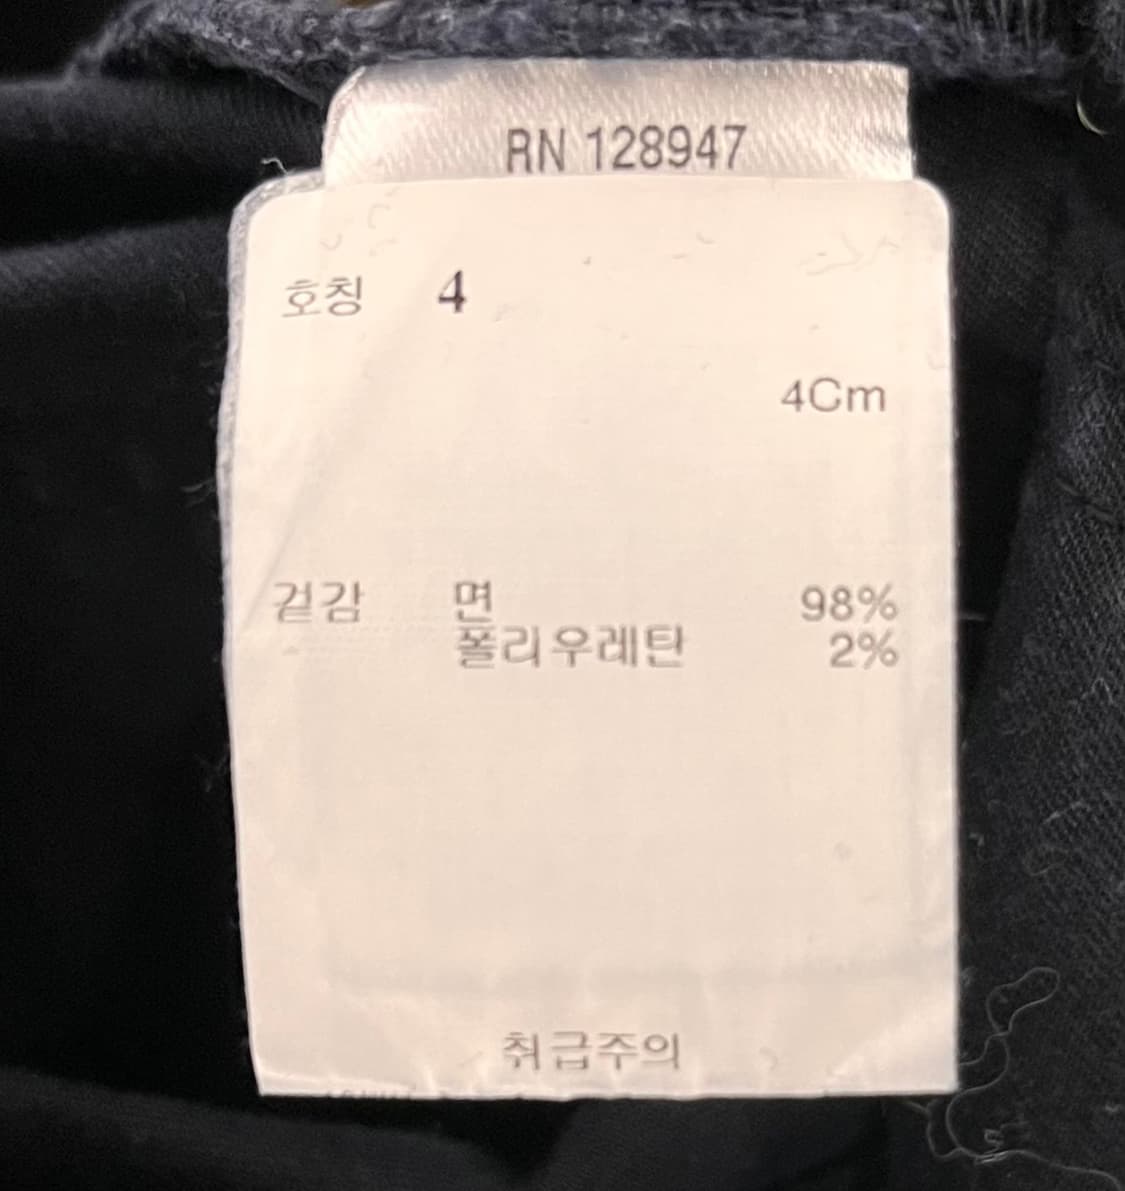 RN 128947
호칭 4
4Cm
겉감 면 98%
폴리우레탄 2%
취급주의